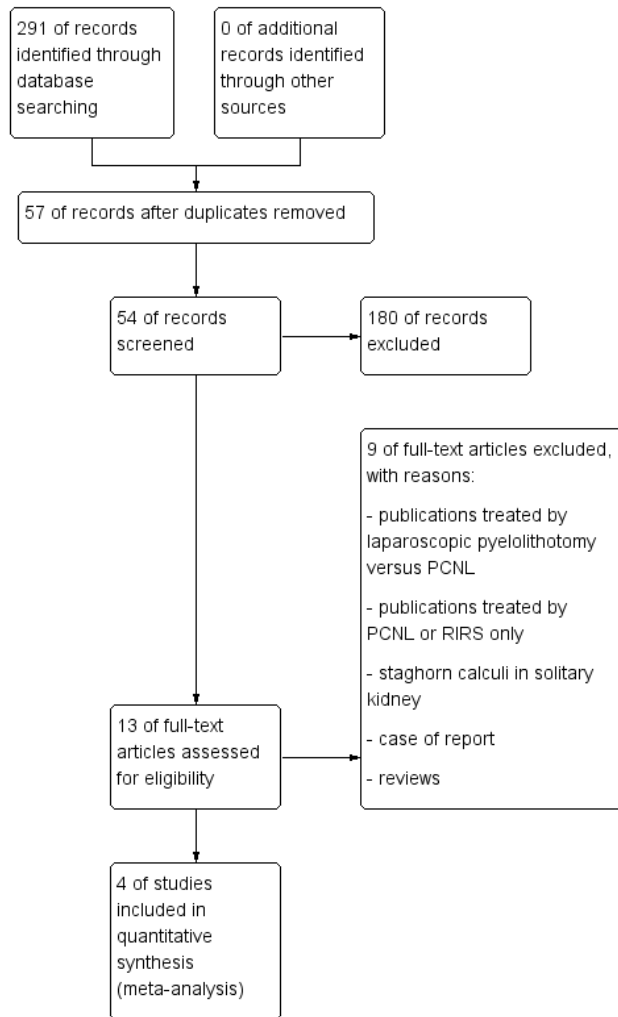 291 of records
identified through
database
searching
0 of additional
records identified
through other
sources
57 of records after duplicates removed
54 of records
screened
180 of records
excluded
9 of full-text articles excluded,
with reasons:
- publications treated by
laparoscopic pyelolithotomy
versus PCNL
- publications treated by
PCNL or RIRS only
- staghorn calculi in solitary
kidney
- case of report
- reviews
13 of full-text
articles assessed
for eligibility
4 of studies
included in
quantitative
synthesis
(meta-analysis)